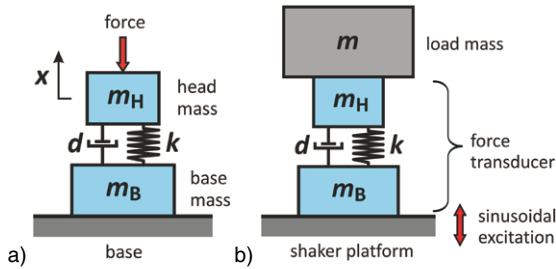 force
x
m_H
head
mass
d
k
m_B
base
mass
a)
base
m
load mass
m_H
d
k
force
transducer
m_B
sinusoidal
excitation
b)
shaker platform